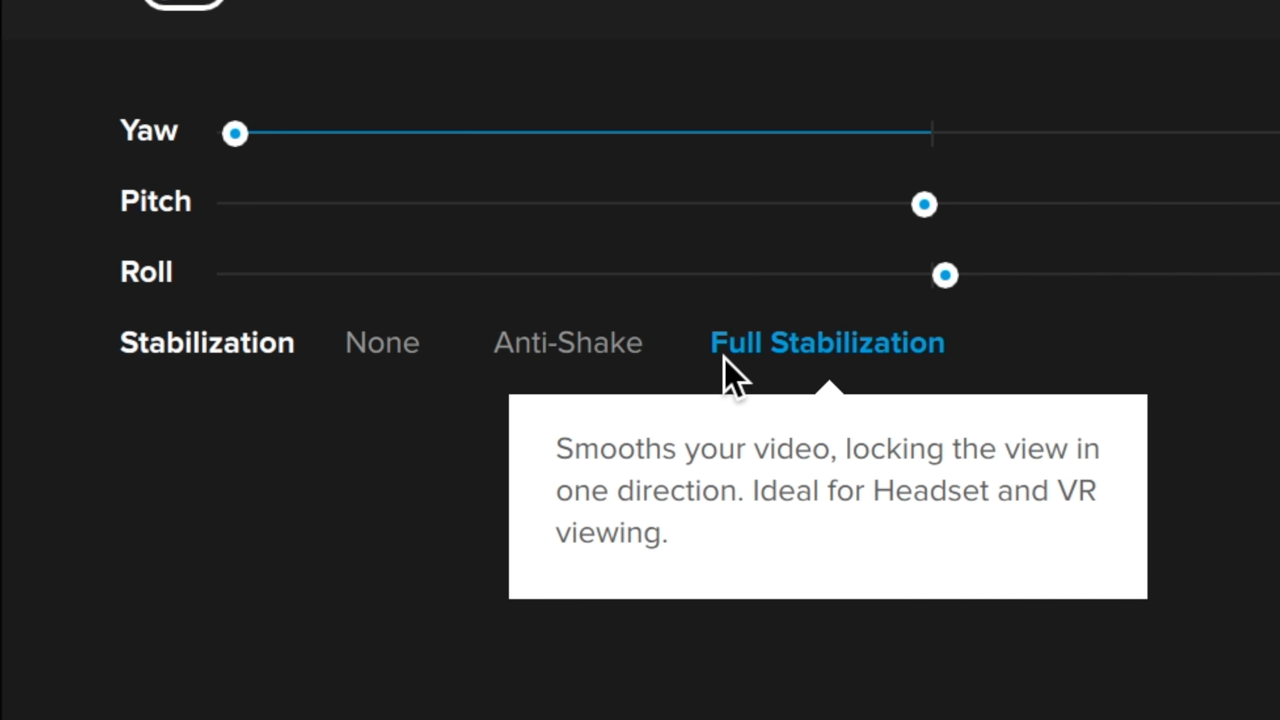 Yaw
Pitch
Roll
Stabilization None Anti-Shake Full Stabilization
Smooths your video, locking the view in
one direction. Ideal for Headset and VR
viewing.